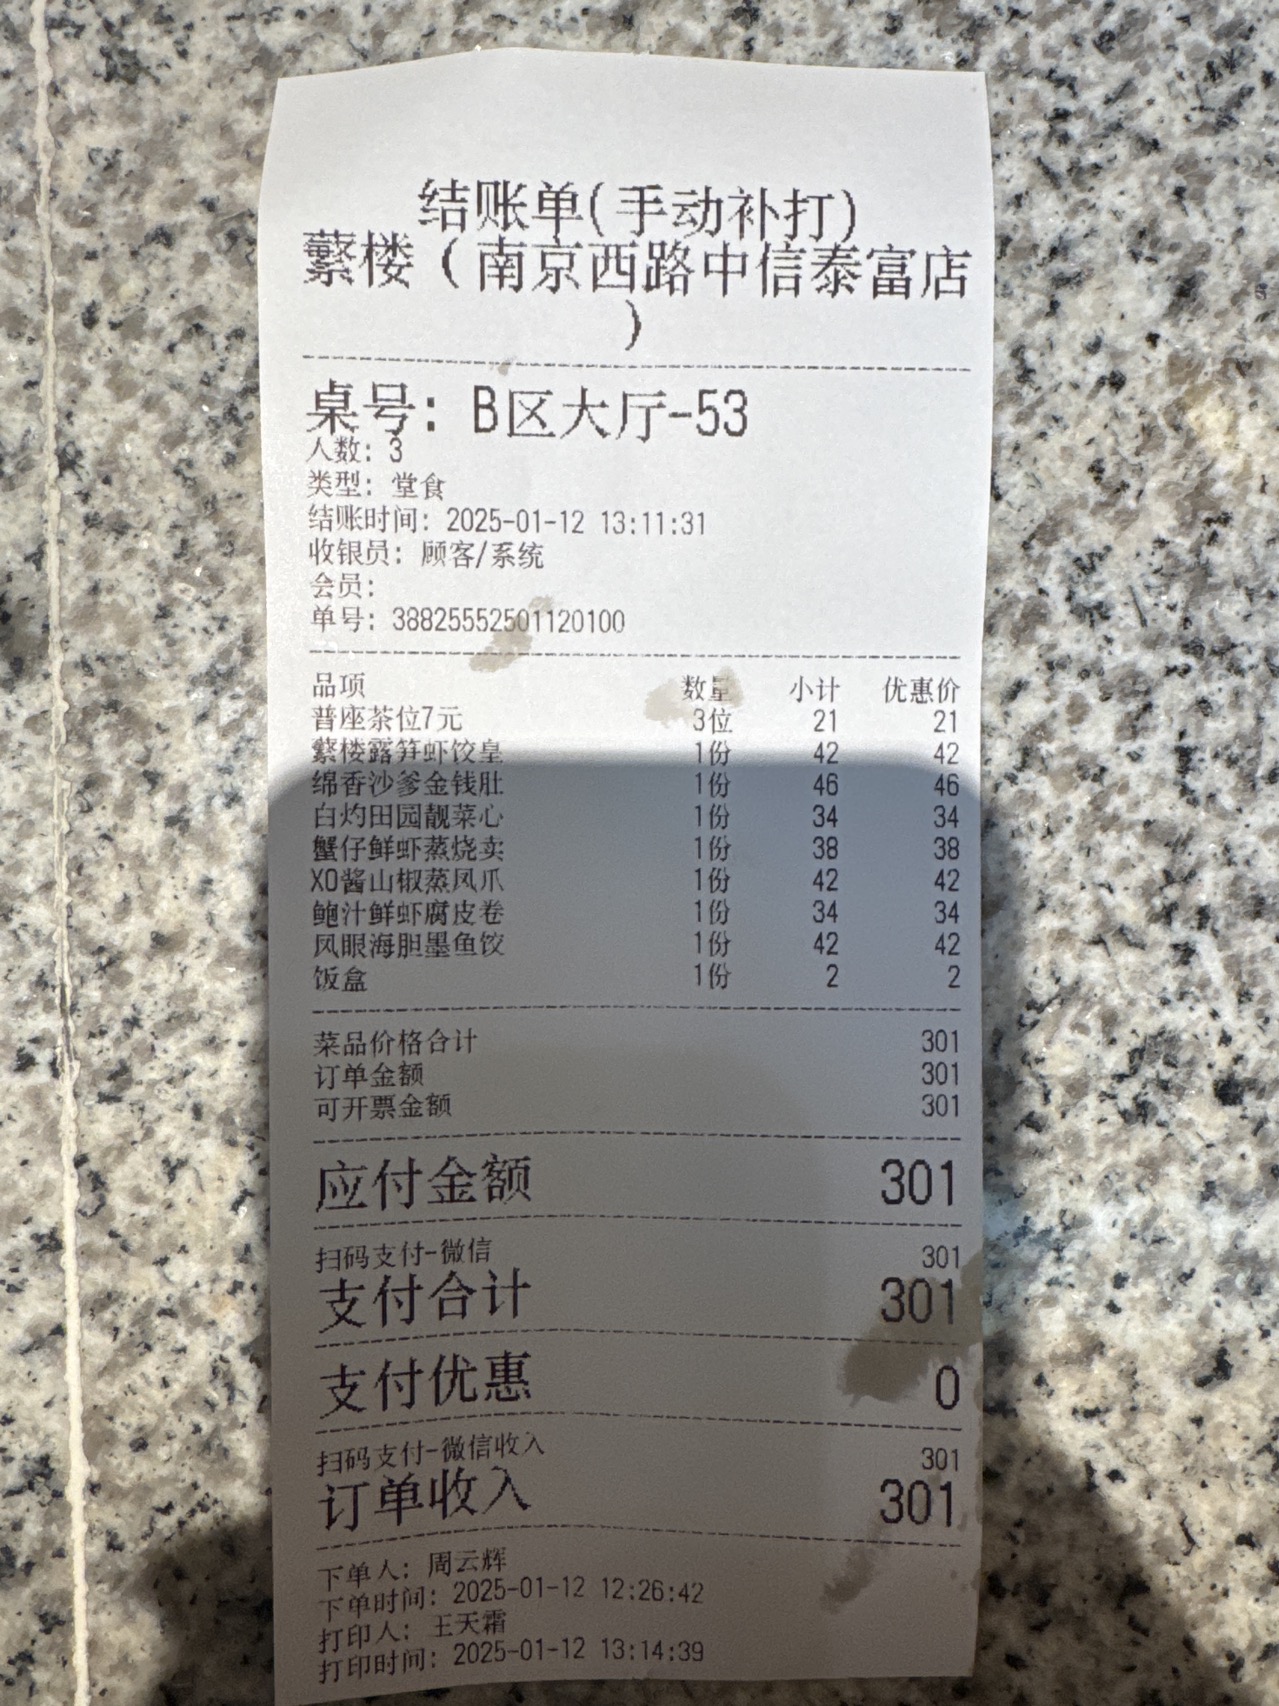 结账单(手动补打)
蘩楼（南京西路中信泰富店
）
桌号: B区大厅-53
人数: 3
类型: 堂食
结账时间: 2025-01-12 13:11:31
收银员: 顾客/系统
会员:
单号: 38825552501120100
品项 数量 小计 优惠价
普座茶位7元 3位 21 21
蘩楼露笋虾饺皇 1份 42 42
绵香沙爹金钱肚 1份 46 46
白灼田园靓菜心 1份 34 34
蟹仔鲜虾蒸烧卖 1份 38 38
XO酱山椒蒸凤爪 1份 42 42
鲍汁鲜虾腐皮卷 1份 34 34
凤眼海胆墨鱼饺 1份 42 42
饭盒 1份 2 2
菜品价格合计 301
订单金额 301
可开票金额 301
应付金额 301
扫码支付-微信 301
支付合计 301
支付优惠 0
扫码支付-微信收入 301
订单收入 301
下单人: 周云辉
下单时间: 2025-01-12 12:26:42
打印人: 王天霜
打印时间: 2025-01-12 13:14:39